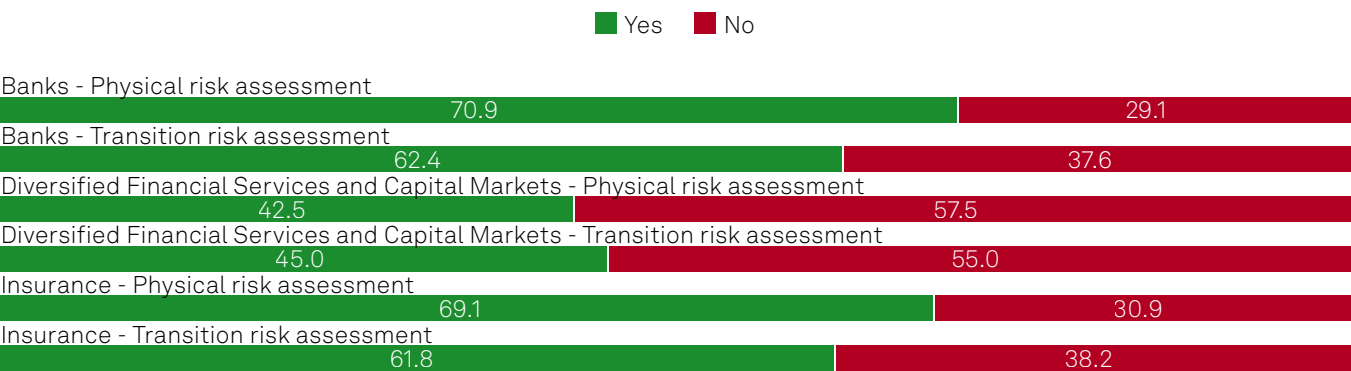 Yes No
Banks - Physical risk assessment
70.9 29.1
Banks - Transition risk assessment
62.4 37.6
Diversified Financial Services and Capital Markets - Physical risk assessment
42.5 57.5
Diversified Financial Services and Capital Markets - Transition risk assessment
45.0 55.0
Insurance - Physical risk assessment
69.1 30.9
Insurance - Transition risk assessment
61.8 38.2